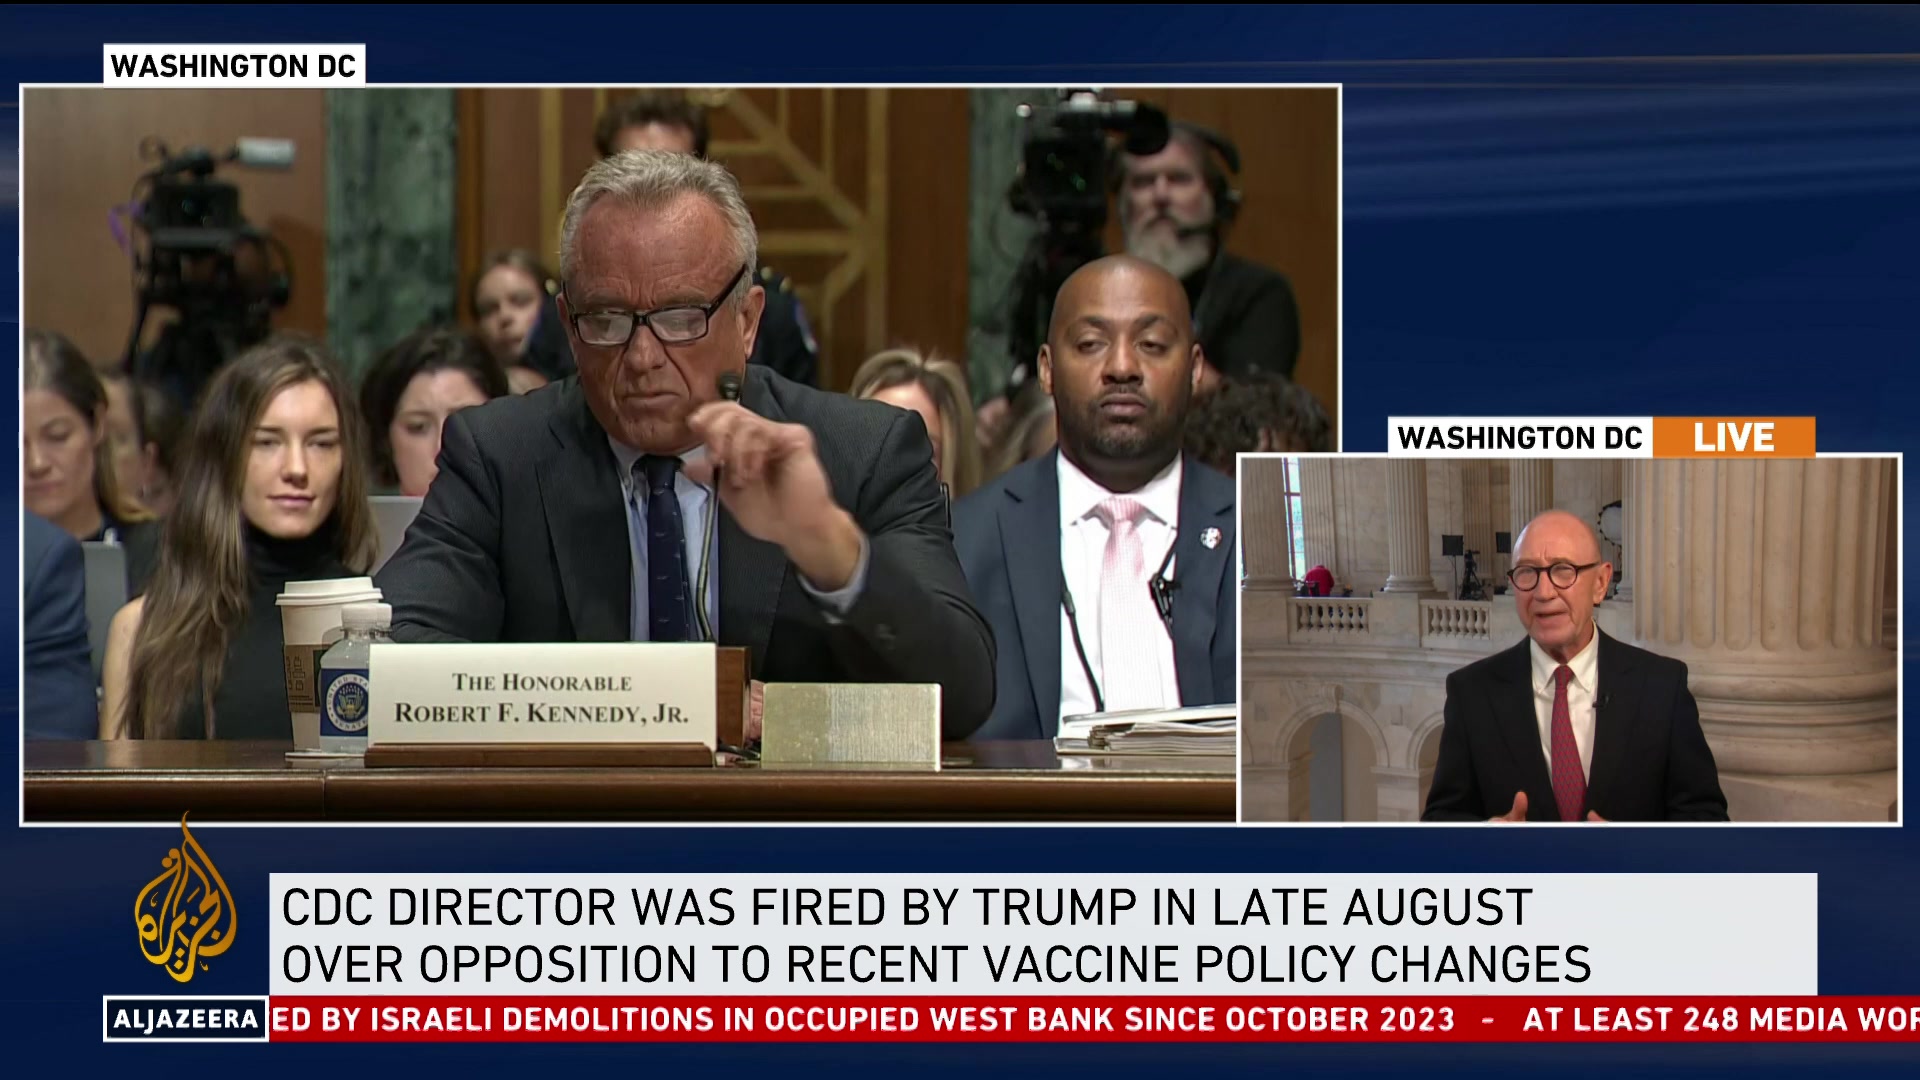 WASHINGTON DC
WASHINGTON DC LIVE
THE HONORABLE
ROBERT F. KENNEDY, JR.
CDC DIRECTOR WAS FIRED BY TRUMP IN LATE AUGUST
OVER OPPOSITION TO RECENT VACCINE POLICY CHANGES
ALJAZEERA
ED BY ISRAELI DEMOLITIONS IN OCCUPIED WEST BANK SINCE OCTOBER 2023 - AT LEAST 248 MEDIA WOR